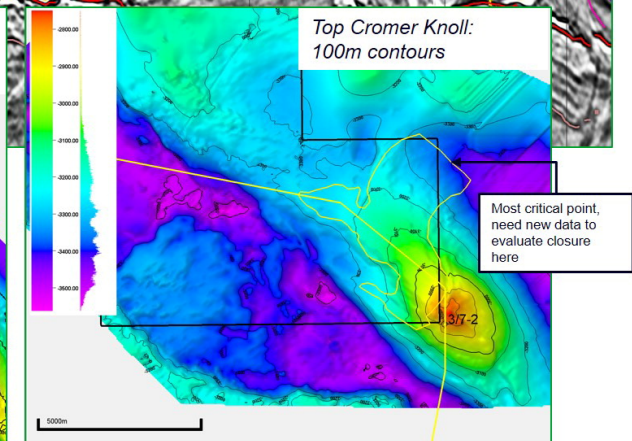 Top Cromer Knoll:
100m contours
-2800.00
-2900.00
-3000.00
-3100.00
-3200.00
-3300.00
-3400.00
-3500.00
Most critical point,
need new data to
evaluate closure
here
3/7-2
5000m